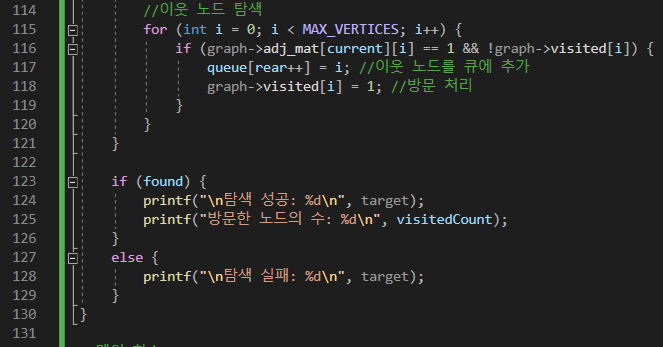 114 //이웃 노드 탐색
115 for (int i = 0; i < MAX_VERTICES; i++) {
116 if (graph->adj_mat[current][i] == 1 && !graph->visited[i]) {
117 queue[rear++] = i; //이웃 노드를 큐에 추가
118 graph->visited[i] = 1; //방문 처리
119 }
120 }
121 }
122
123 if (found) {
124 printf("\n탐색 성공: %d\n", target);
125 printf("방문한 노드의 수: %d\n", visitedCount);
126 }
127 else {
128 printf("\n탐색 실패: %d\n", target);
129 }
130 }
131